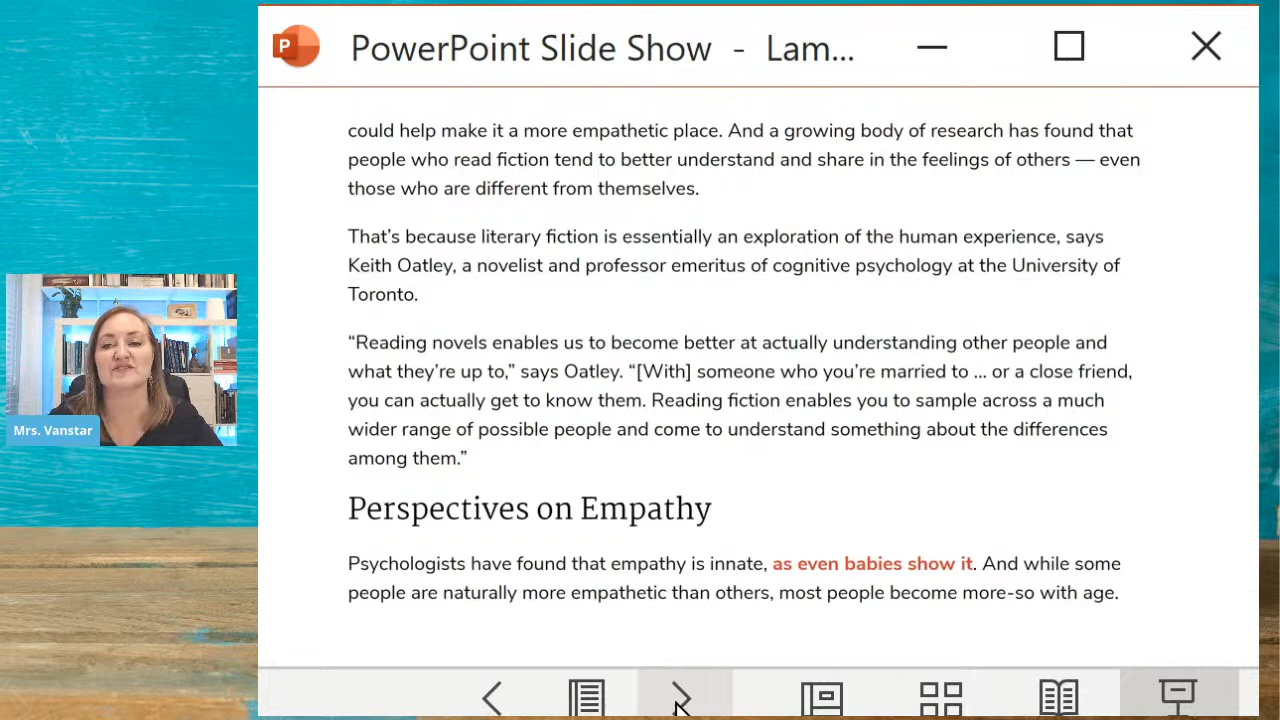 P PowerPoint Slide Show - Lam...
could help make it a more empathetic place. And a growing body of research has found that
people who read fiction tend to better understand and share in the feelings of others — even
those who are different from themselves.
That’s because literary fiction is essentially an exploration of the human experience, says
Keith Oatley, a novelist and professor emeritus of cognitive psychology at the University of
Toronto.
“Reading novels enables us to become better at actually understanding other people and
what they’re up to,” says Oatley. “[With] someone who you’re married to ... or a close friend,
you can actually get to know them. Reading fiction enables you to sample across a much
wider range of possible people and come to understand something about the differences
among them.”
Perspectives on Empathy
Psychologists have found that empathy is innate, as even babies show it. And while some
people are naturally more empathetic than others, most people become more-so with age.
Mrs. Vanstar